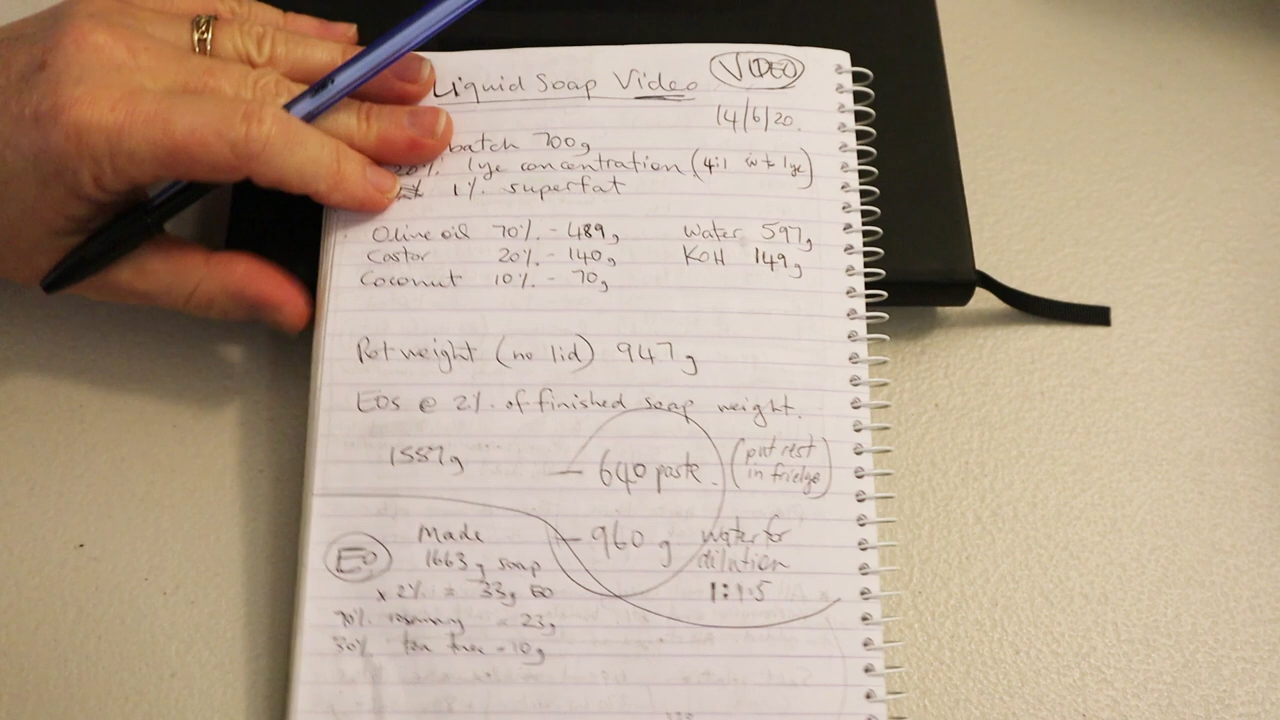 Liquid Soap Video
VIDEO
14/6/20.
batch 700g
20% lye concentration (4:1 w to lye)
1% superfat
Olive oil 70% - 489g Water 597g
Castor 20% - 140g KOH 149g
Coconut 10% - 70g
Pot weight (no lid) 947g
EOs @ 2% of finished soap weight.
1587g
- 640 paste. (put rest
in fridge)
- 960 g water for
dilution
1:1.5
EO
Made
1663g soap
x 2% = 33g EO
70% rosemary = 23g
30% tea tree - 10g